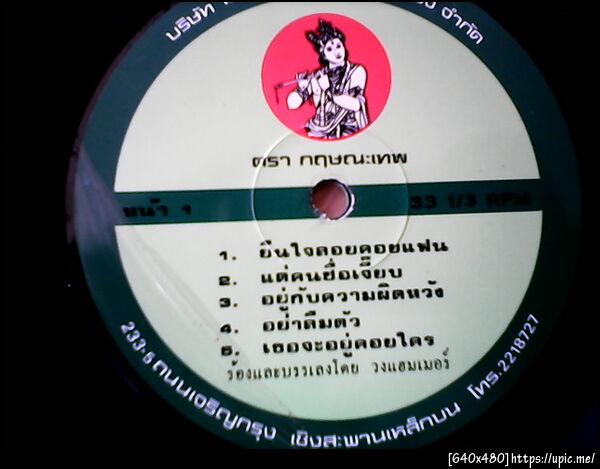 บริษัท
จำกัด
ตรา กฤษณะเทพ
หน้า 1
33 1/3 RPM
1. ยืนใจลอยคอยแฟน
2. แด่คนชื่อเจี๊ยบ
3. อยู่กับความผิดหวัง
4. อย่าลืมตัว
5. เธอจะอยู่คอยใคร
ร้องและบรรเลงโดย วงแฮมเมอร์
233-5 ถนนเจริญกรุง เชิงสะพานเหล็กบน โทร.2218727
[640x480]https://upic.me/